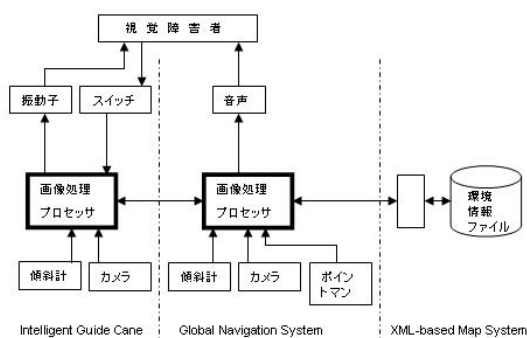 視覚障害者
振動子
スイッチ
音声
画像処理
プロセッサ
画像処理
プロセッサ
環境
情報
ファイル
傾斜計
カメラ
傾斜計
カメラ
ポイン
トマン
Intelligent Guide Cane
Global Navigation System
XML-based Map System